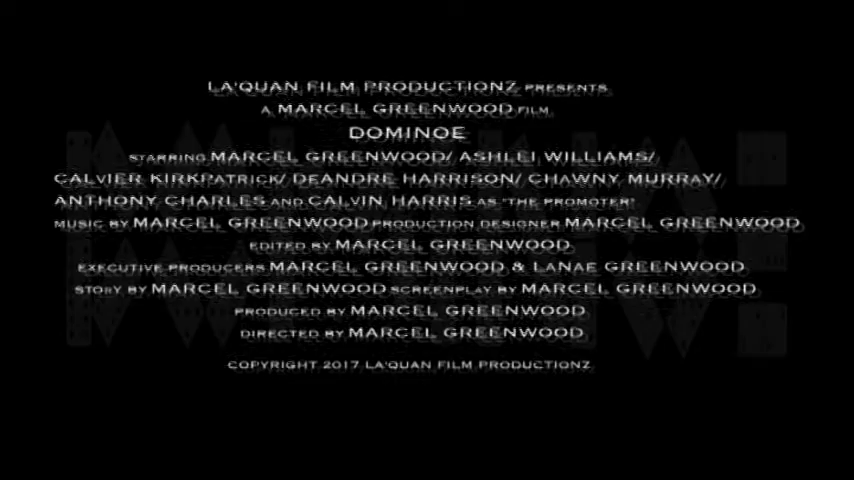 LA'QUAN FILM PRODUCTIONZ PRESENTS
A MARCEL GREENWOOD FILM
DOMINOE
STARRING MARCEL GREENWOOD/ ASHLEI WILLIAMS/
CALVIER KIRKPATRICK/ DEANDRE HARRISON/ CHAWNY MURRAY/
ANTHONY CHARLES AND CALVIN HARRIS AS "THE PROMOTER"
MUSIC BY MARCEL GREENWOOD PRODUCTION DESIGNER MARCEL GREENWOOD
EDITED BY MARCEL GREENWOOD
EXECUTIVE PRODUCERS MARCEL GREENWOOD & LANAE GREENWOOD
STORY BY MARCEL GREENWOOD SCREENPLAY BY MARCEL GREENWOOD
PRODUCED BY MARCEL GREENWOOD
DIRECTED BY MARCEL GREENWOOD
COPYRIGHT 2017 LA'QUAN FILM PRODUCTIONZ